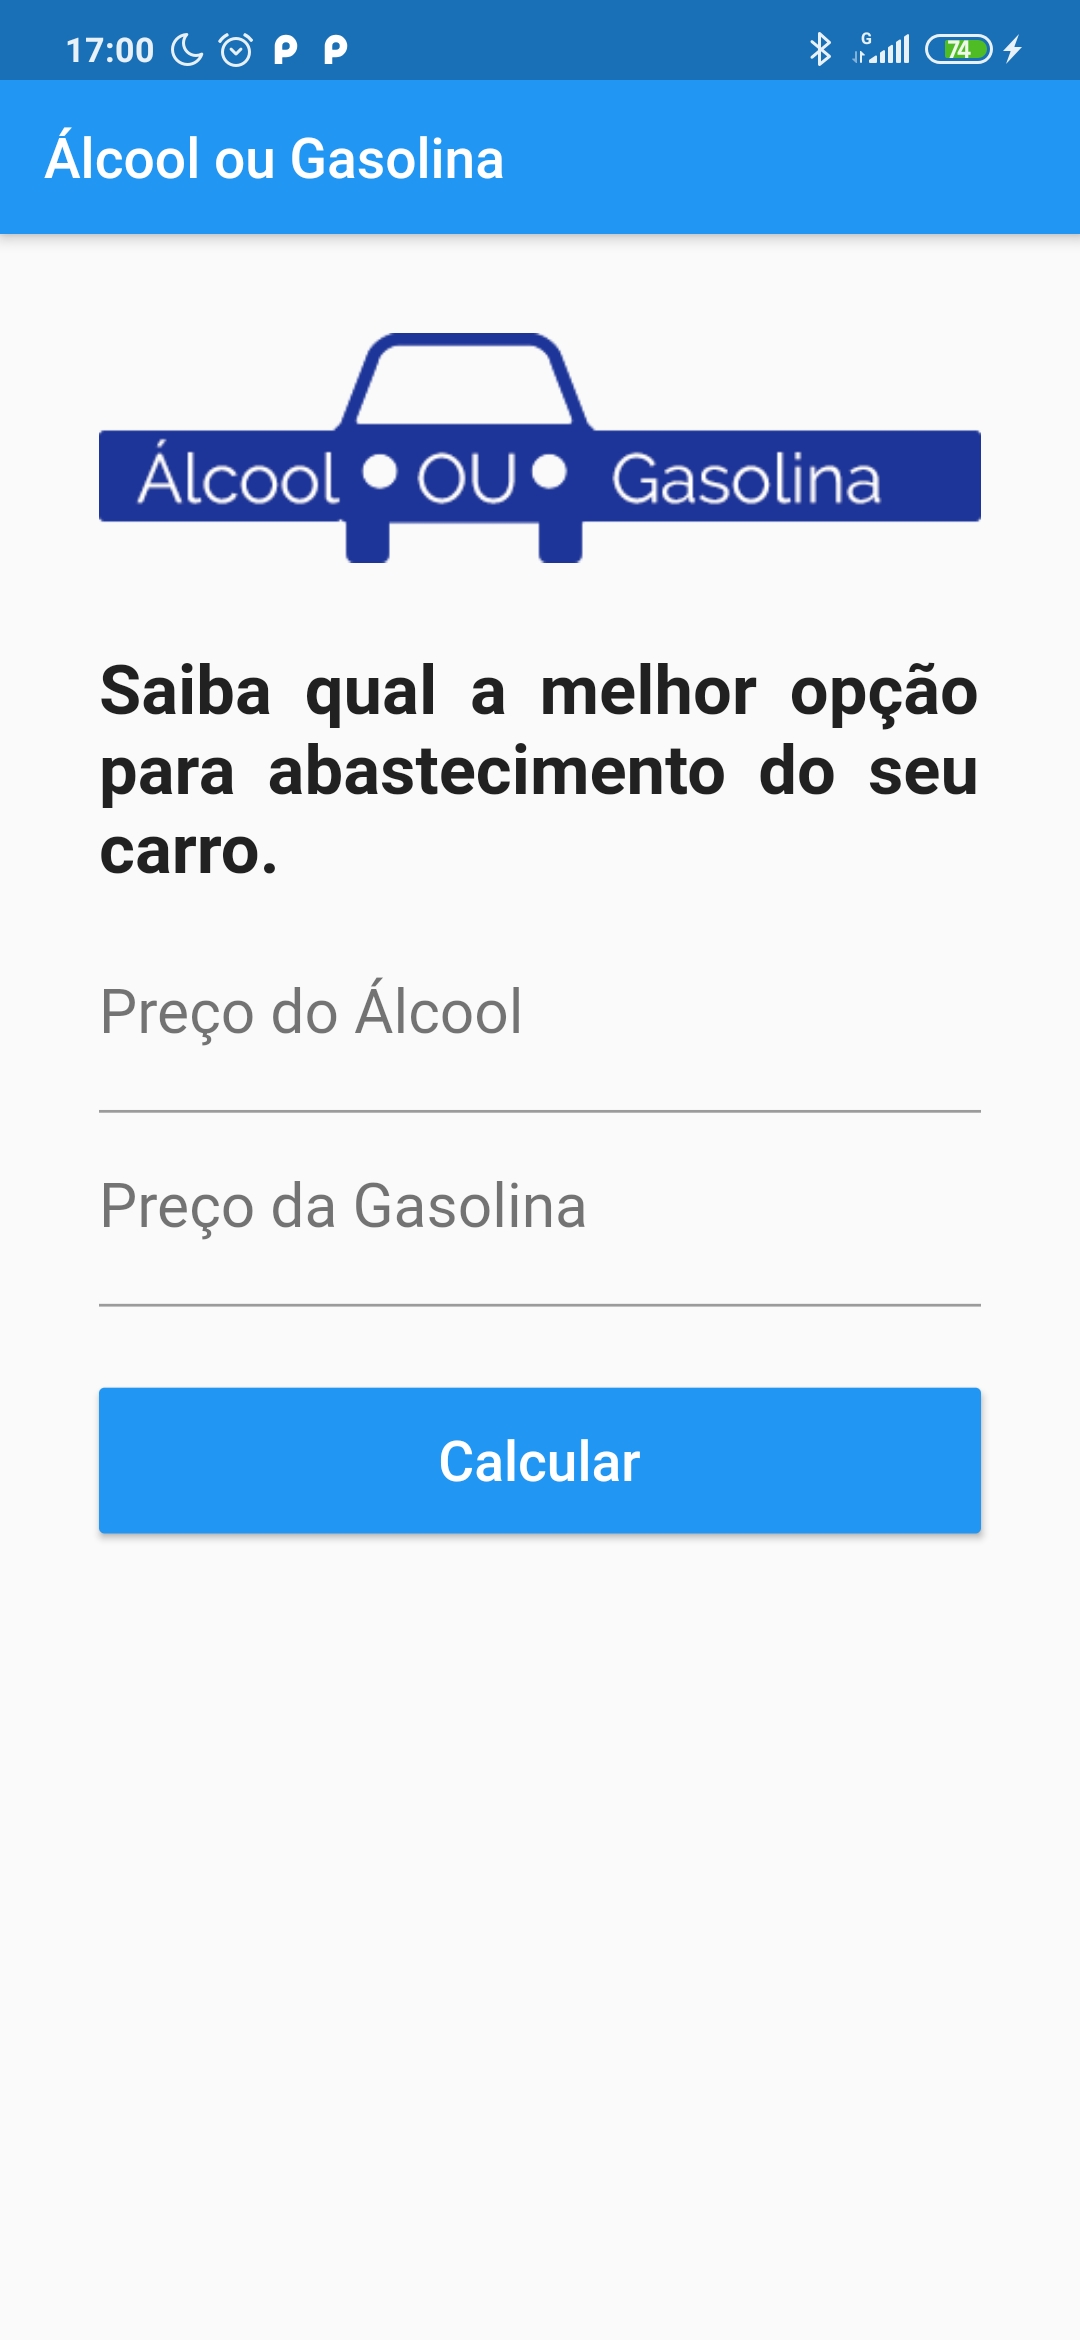 17:00
G
74
Álcool ou Gasolina
Álcool OU Gasolina
Saiba qual a melhor opção
para abastecimento do seu
carro.
Preço do Álcool
Preço da Gasolina
Calcular